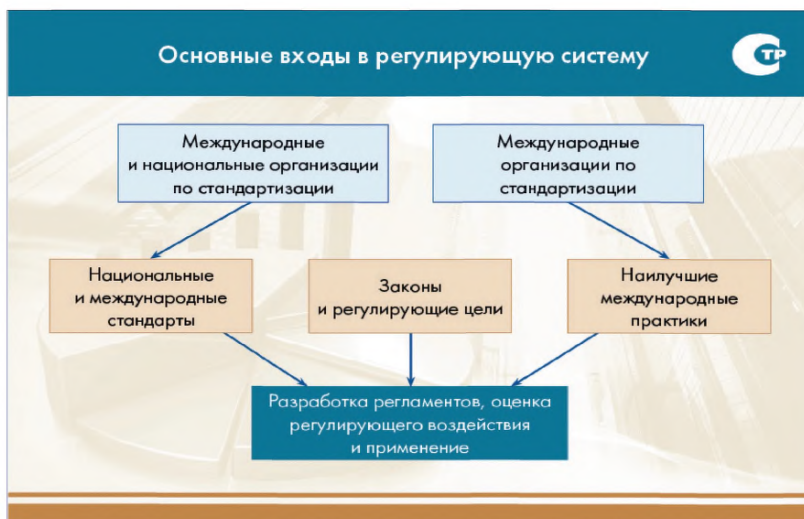 Основные входы в регулирующую систему
СТР
Международные
и национальные организации
по стандартизации
Международные
организации по
стандартизации
Национальные
и международные
стандарты
Законы
и регулирующие цели
Наилучшие
международные
практики
Разработка регламентов, оценка
регулирующего воздействия
и применение